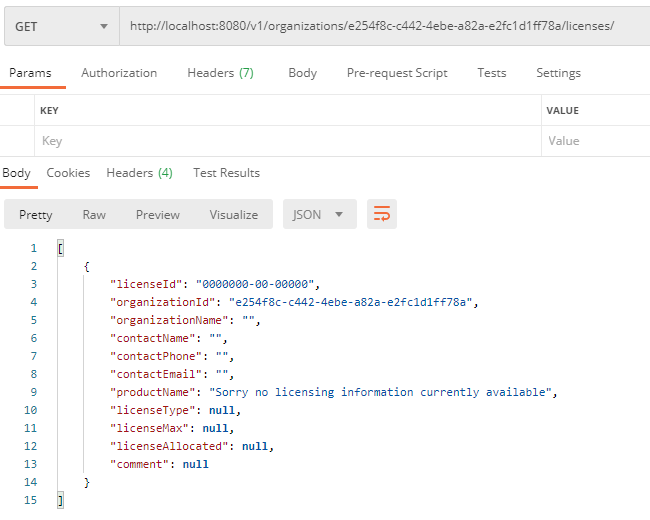 GET http://localhost:8080/v1/organizations/e254f8c-c442-4ebe-a82a-e2fc1d1ff78a/licenses/
Params Authorization Headers (7) Body Pre-request Script Tests Settings
KEY VALUE
Key Value
Body Cookies Headers (4) Test Results
Pretty Raw Preview Visualize JSON
1 [
2 {
3 "licenseId": "0000000-00-00000",
4 "organizationId": "e254f8c-c442-4ebe-a82a-e2fc1d1ff78a",
5 "organizationName": "",
6 "contactName": "",
7 "contactPhone": "",
8 "contactEmail": "",
9 "productName": "Sorry no licensing information currently available",
10 "licenseType": null,
11 "licenseMax": null,
12 "licenseAllocated": null,
13 "comment": null
14 }
15 ]